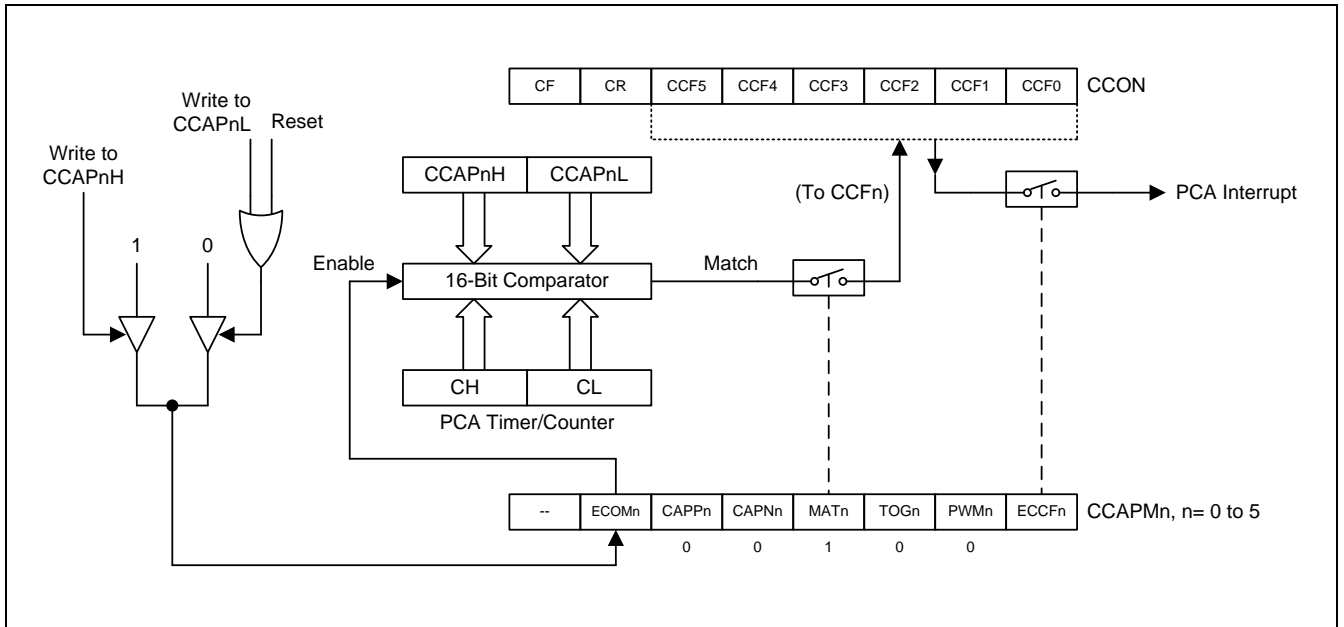 CF CR CCF5 CCF4 CCF3 CCF2 CCF1 CCF0 CCON
Write to
CCAPnL
Reset
Write to
CCAPnH
CCAPnH CCAPnL
(To CCFn)
PCA Interrupt
1 0
Enable
16-Bit Comparator
Match
CH CL
PCA Timer/Counter
-- ECOMn CAPPn CAPNn MATn TOGn PWMn ECCFn CCAPMn, n= 0 to 5
0 0 1 0 0